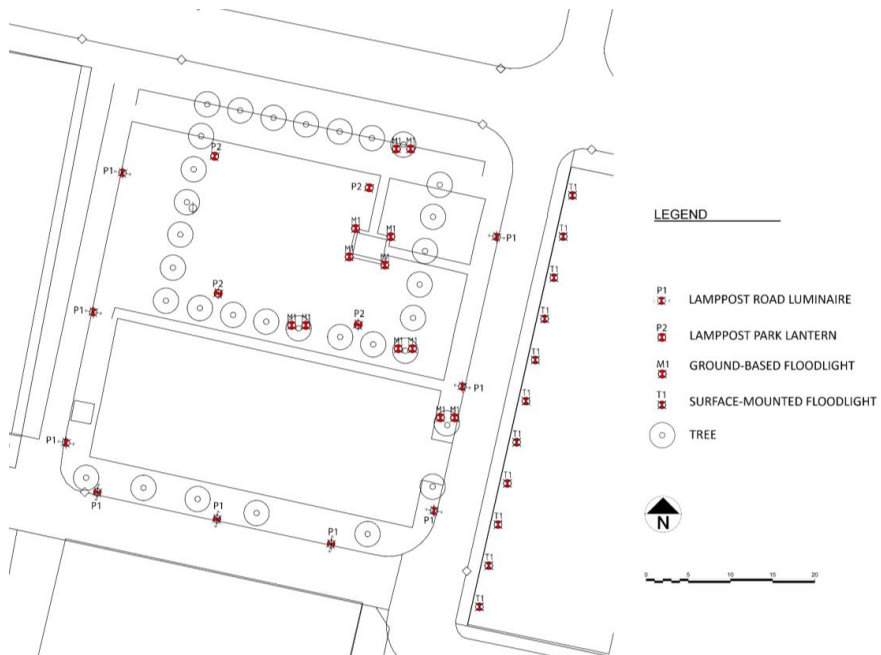 M1 M1
P2
P1
P2
T1
M1
M1
P1
T1
M1
M1
T1
P2
P1
M1 M1
P2
T1
M1 M1
T1
P1
M1 M1
T1
P1
T1
P1
P1
P1
P1
T1
T1
T1
T1
LEGEND
P1 LAMPPOST ROAD LUMINAIRE
P2 LAMPPOST PARK LANTERN
M1 GROUND-BASED FLOODLIGHT
T1 SURFACE-MOUNTED FLOODLIGHT
TREE
N
0 5 10 15 20